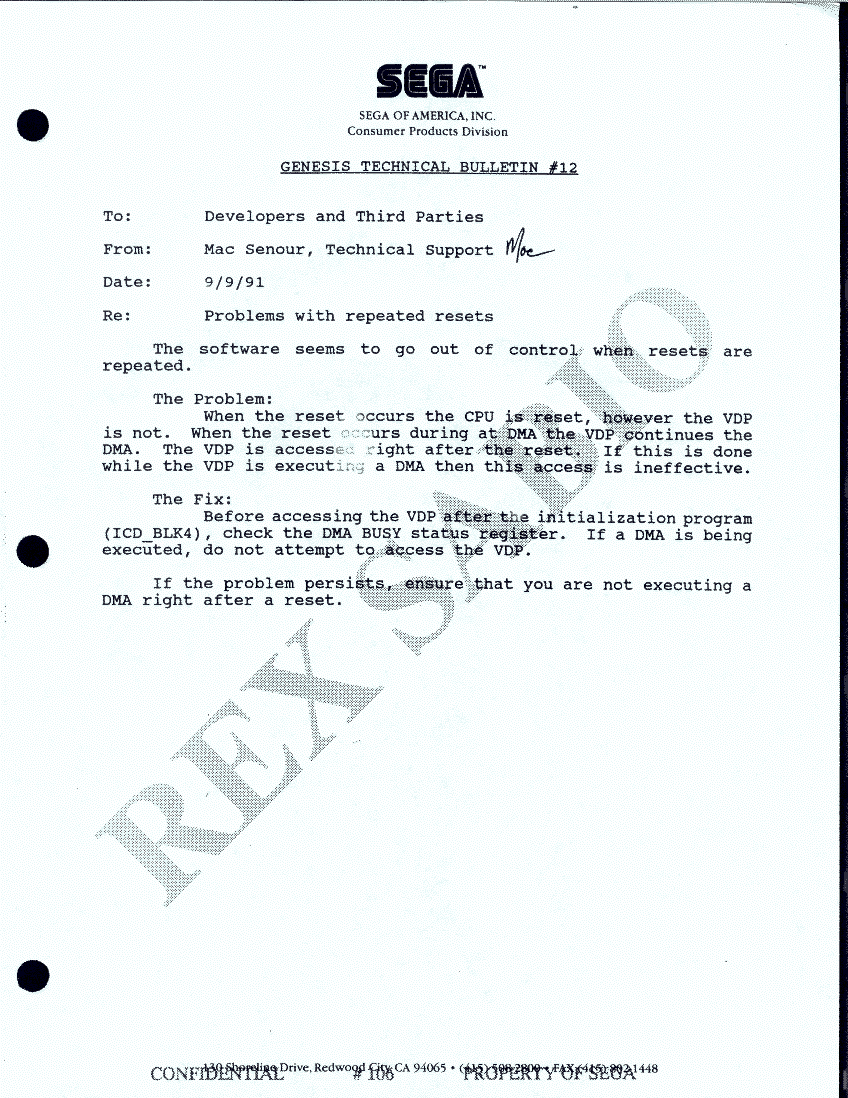 SEGA™
SEGA OF AMERICA, INC.
Consumer Products Division
GENESIS TECHNICAL BULLETIN #12
To: Developers and Third Parties
From: Mac Senour, Technical Support
Date: 9/9/91
Re: Problems with repeated resets
The software seems to go out of control when resets are
repeated.
The Problem:
When the reset occurs the CPU is reset, however the VDP
is not. When the reset occurs during at DMA the VDP continues the
DMA. The VDP is accessed right after the reset. If this is done
while the VDP is executing a DMA then this access is ineffective.
The Fix:
Before accessing the VDP after the initialization program
(ICD_BLK4), check the DMA BUSY status register. If a DMA is being
executed, do not attempt to access the VDP.
If the problem persists, ensure that you are not executing a
DMA right after a reset.
REX SABIO
130 Shoreline Drive, Redwood City, CA 94065 • (415) 508-2800 • FAX (415) 802-1448
CONFIDENTIAL # 106 PROPERTY OF SEGA